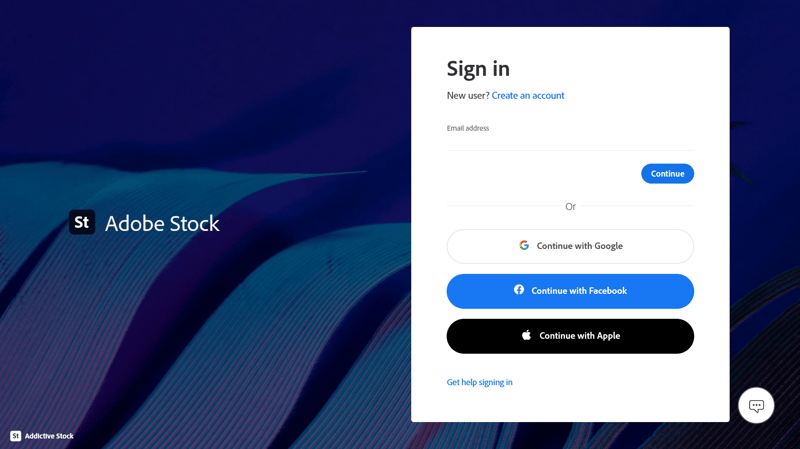 St Adobe Stock
Sign in
New user? Create an account
Email address
Continue
Or
Continue with Google
Continue with Facebook
Continue with Apple
Get help signing in
St Addictive Stock